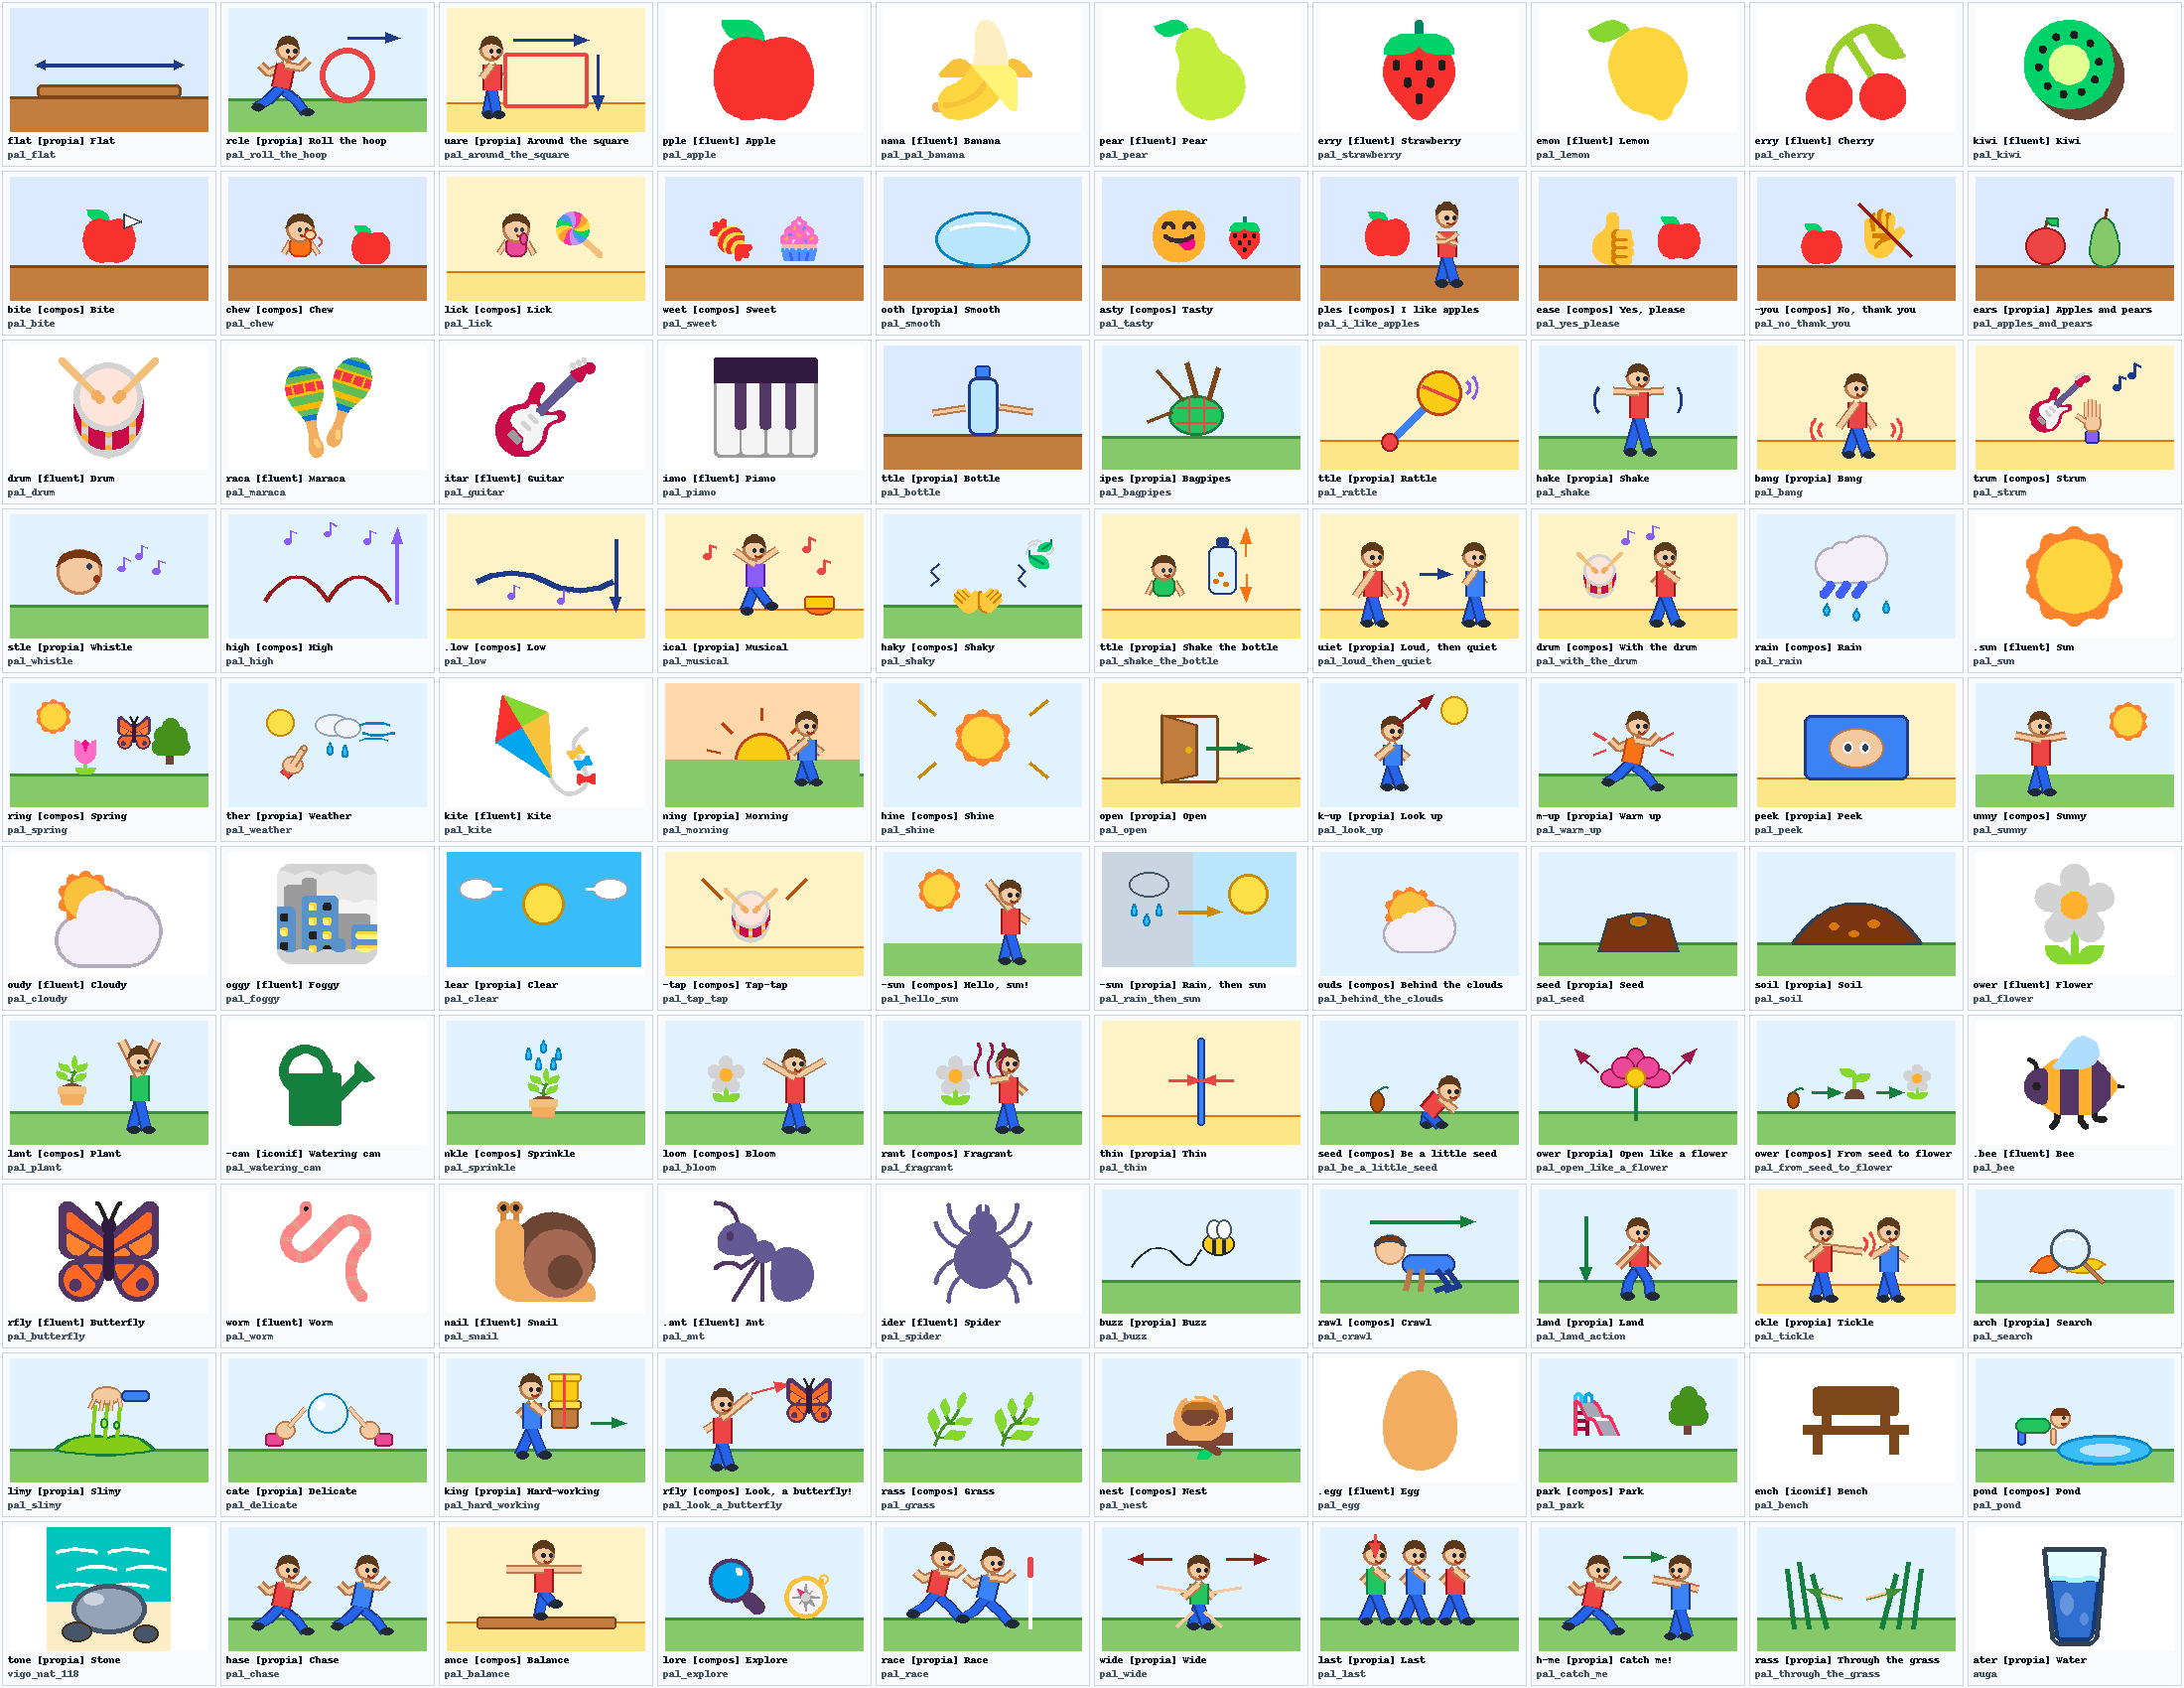 flat [propia] Flat
pal_flat
rcle [propia] Roll the hoop
pal_roll_the_hoop
uare [propia] Around the square
pal_around_the_square
pple [fluent] Apple
pal_apple
nana [fluent] Banana
pal_pal_banana
pear [fluent] Pear
pal_pear
erry [fluent] Strawberry
pal_strawberry
emon [fluent] Lemon
pal_lemon
erry [fluent] Cherry
pal_cherry
kiwi [fluent] Kiwi
pal_kiwi
bite [compos] Bite
pal_bite
chew [compos] Chew
pal_chew
lick [compos] Lick
pal_lick
weet [compos] Sweet
pal_sweet
ooth [propia] Smooth
pal_smooth
asty [compos] Tasty
pal_tasty
ples [compos] I like apples
pal_i_like_apples
ease [compos] Yes, please
pal_yes_please
-you [compos] No, thank you
pal_no_thank_you
ears [propia] Apples and pears
pal_apples_and_pears
drum [fluent] Drum
pal_drum
raca [fluent] Maraca
pal_maraca
itar [fluent] Guitar
pal_guitar
iano [fluent] Piano
pal_piano
ttle [propia] Bottle
pal_bottle
ipes [propia] Bagpipes
pal_bagpipes
ttle [propia] Rattle
pal_rattle
hake [propia] Shake
pal_shake
bang [propia] Bang
pal_bang
trum [compos] Strum
pal_strum
stle [propia] Whistle
pal_whistle
high [compos] High
pal_high
.low [compos] Low
pal_low
ical [propia] Musical
pal_musical
haky [compos] Shaky
pal_shaky
ttle [propia] Shake the bottle
pal_shake_the_bottle
uiet [propia] Loud, then quiet
pal_loud_then_quiet
drum [compos] With the drum
pal_with_the_drum
rain [compos] Rain
pal_rain
.sun [fluent] Sun
pal_sun
ring [compos] Spring
pal_spring
ther [propia] Weather
pal_weather
kite [fluent] Kite
pal_kite
ning [propia] Morning
pal_morning
hine [compos] Shine
pal_shine
open [propia] Open
pal_open
k-up [propia] Look up
pal_look_up
m-up [propia] Warm up
pal_warm_up
peek [propia] Peek
pal_peek
unny [compos] Sunny
pal_sunny
oudy [fluent] Cloudy
pal_cloudy
oggy [fluent] Foggy
pal_foggy
lear [propia] Clear
pal_clear
-tap [compos] Tap-tap
pal_tap_tap
-sun [compos] Hello, sun!
pal_hello_sun
-sun [propia] Rain, then sun
pal_rain_then_sun
ouds [compos] Behind the clouds
pal_behind_the_clouds
seed [propia] Seed
pal_seed
soil [propia] Soil
pal_soil
ower [fluent] Flower
pal_flower
lant [compos] Plant
pal_plant
-can [iconif] Watering can
pal_watering_can
nkle [compos] Sprinkle
pal_sprinkle
loom [compos] Bloom
pal_bloom
rant [compos] Fragrant
pal_fragrant
thin [propia] Thin
pal_thin
seed [compos] Be a little seed
pal_be_a_little_seed
ower [propia] Open like a flower
pal_open_like_a_flower
ower [compos] From seed to flower
pal_from_seed_to_flower
.bee [fluent] Bee
pal_bee
rfly [fluent] Butterfly
pal_butterfly
worm [fluent] Worm
pal_worm
nail [fluent] Snail
pal_snail
.ant [fluent] Ant
pal_ant
ider [fluent] Spider
pal_spider
buzz [propia] Buzz
pal_buzz
rawl [compos] Crawl
pal_crawl
land [propia] Land
pal_land_action
ckle [propia] Tickle
pal_tickle
arch [propia] Search
pal_search
limy [propia] Slimy
pal_slimy
cate [propia] Delicate
pal_delicate
king [propia] Hard-working
pal_hard_working
rfly [compos] Look, a butterfly!
pal_look_a_butterfly
rass [compos] Grass
pal_grass
nest [compos] Nest
pal_nest
.egg [fluent] Egg
pal_egg
park [compos] Park
pal_park
ench [iconif] Bench
pal_bench
pond [compos] Pond
pal_pond
tone [propia] Stone
vigo_nat_118
hase [propia] Chase
pal_chase
ance [compos] Balance
pal_balance
lore [compos] Explore
pal_explore
race [propia] Race
pal_race
wide [propia] Wide
pal_wide
last [propia] Last
pal_last
h-me [propia] Catch me!
pal_catch_me
rass [propia] Through the grass
pal_through_the_grass
ater [propia] Water
auga